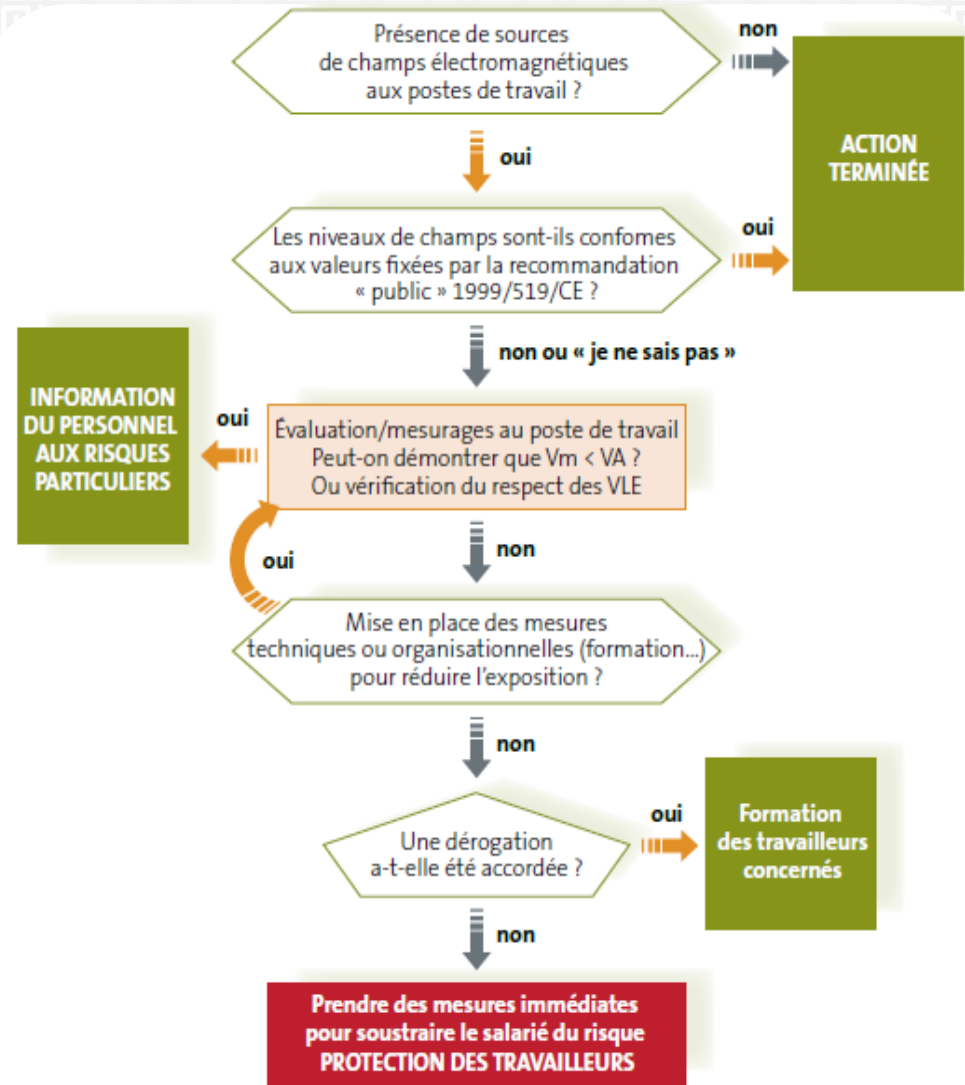 Présence de sources
de champs électromagnétiques
aux postes de travail ?
non
ACTION
TERMINÉE
oui
Les niveaux de champs sont-ils confomes
aux valeurs fixées par la recommandation
« public » 1999/519/CE ?
oui
non ou « je ne sais pas »
INFORMATION
DU PERSONNEL
AUX RISQUES
PARTICULIERS
oui
Évaluation/mesurages au poste de travail
Peut-on démontrer que Vm < VA ?
Ou vérification du respect des VLE
non
oui
Mise en place des mesures
techniques ou organisationnelles (formation...)
pour réduire l'exposition ?
non
Une dérogation
a-t-elle été accordée ?
oui
Formation
des travailleurs
concernés
non
Prendre des mesures immédiates
pour soustraire le salarié du risque
PROTECTION DES TRAVAILLEURS